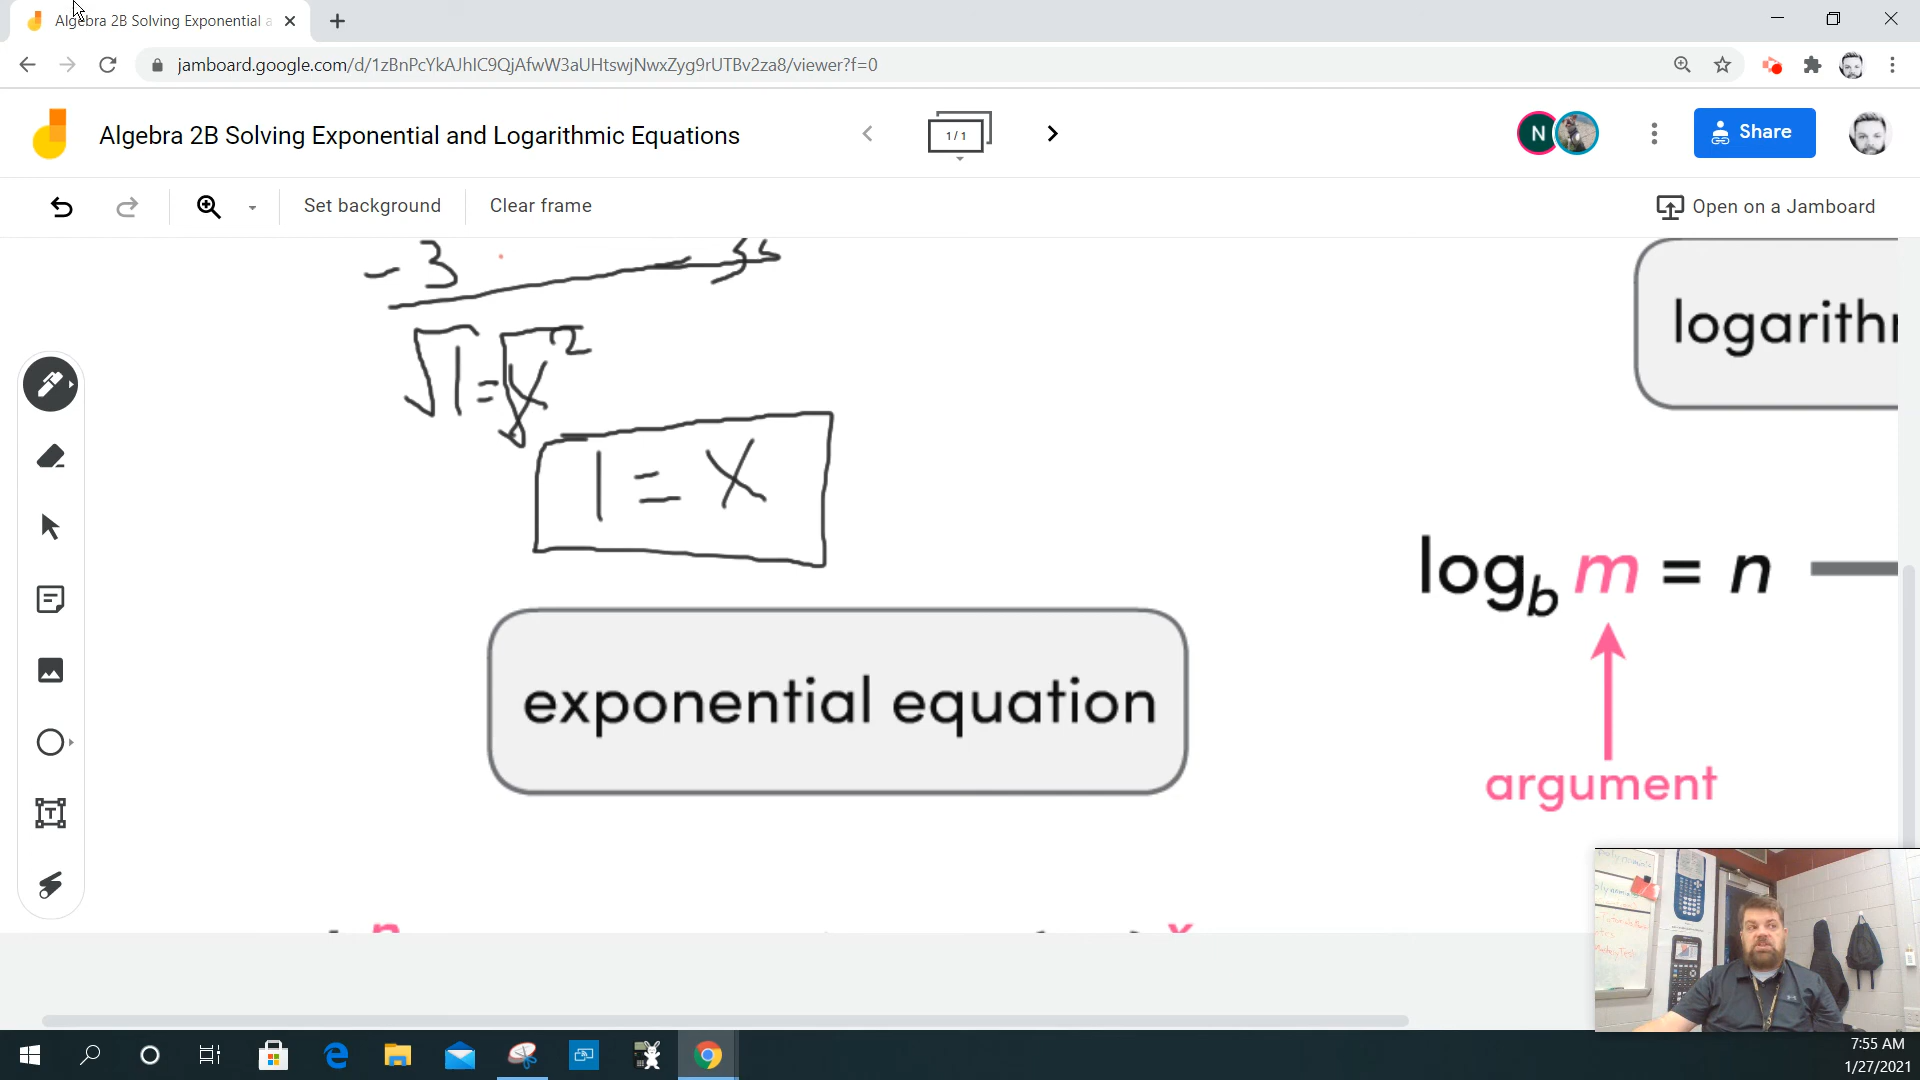 Algebra 2B Solving Exponential a
jamboard.google.com/d/1zBnPcYkAJhIC9QjAfwW3aUHtswjNwxZyg9rUTBv2za8/viewer?f=0
Algebra 2B Solving Exponential and Logarithmic Equations
1 / 1
N
Share
Set background
Clear frame
Open on a Jamboard
-3
√1=√x²
1 = x
logarith
log_b m = n
argument
exponential equation
7:55 AM
1/27/2021